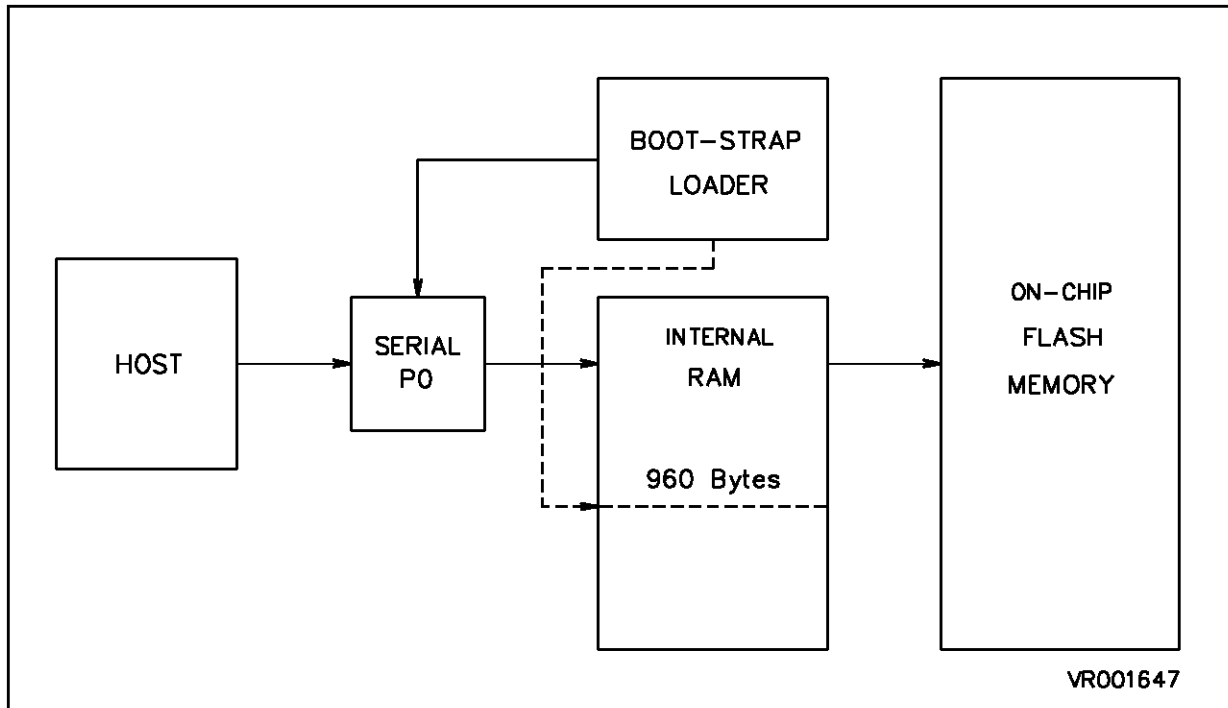 BOOT-STRAP
LOADER
HOST
SERIAL
P0
INTERNAL
RAM
960 Bytes
ON-CHIP
FLASH
MEMORY
VR001647